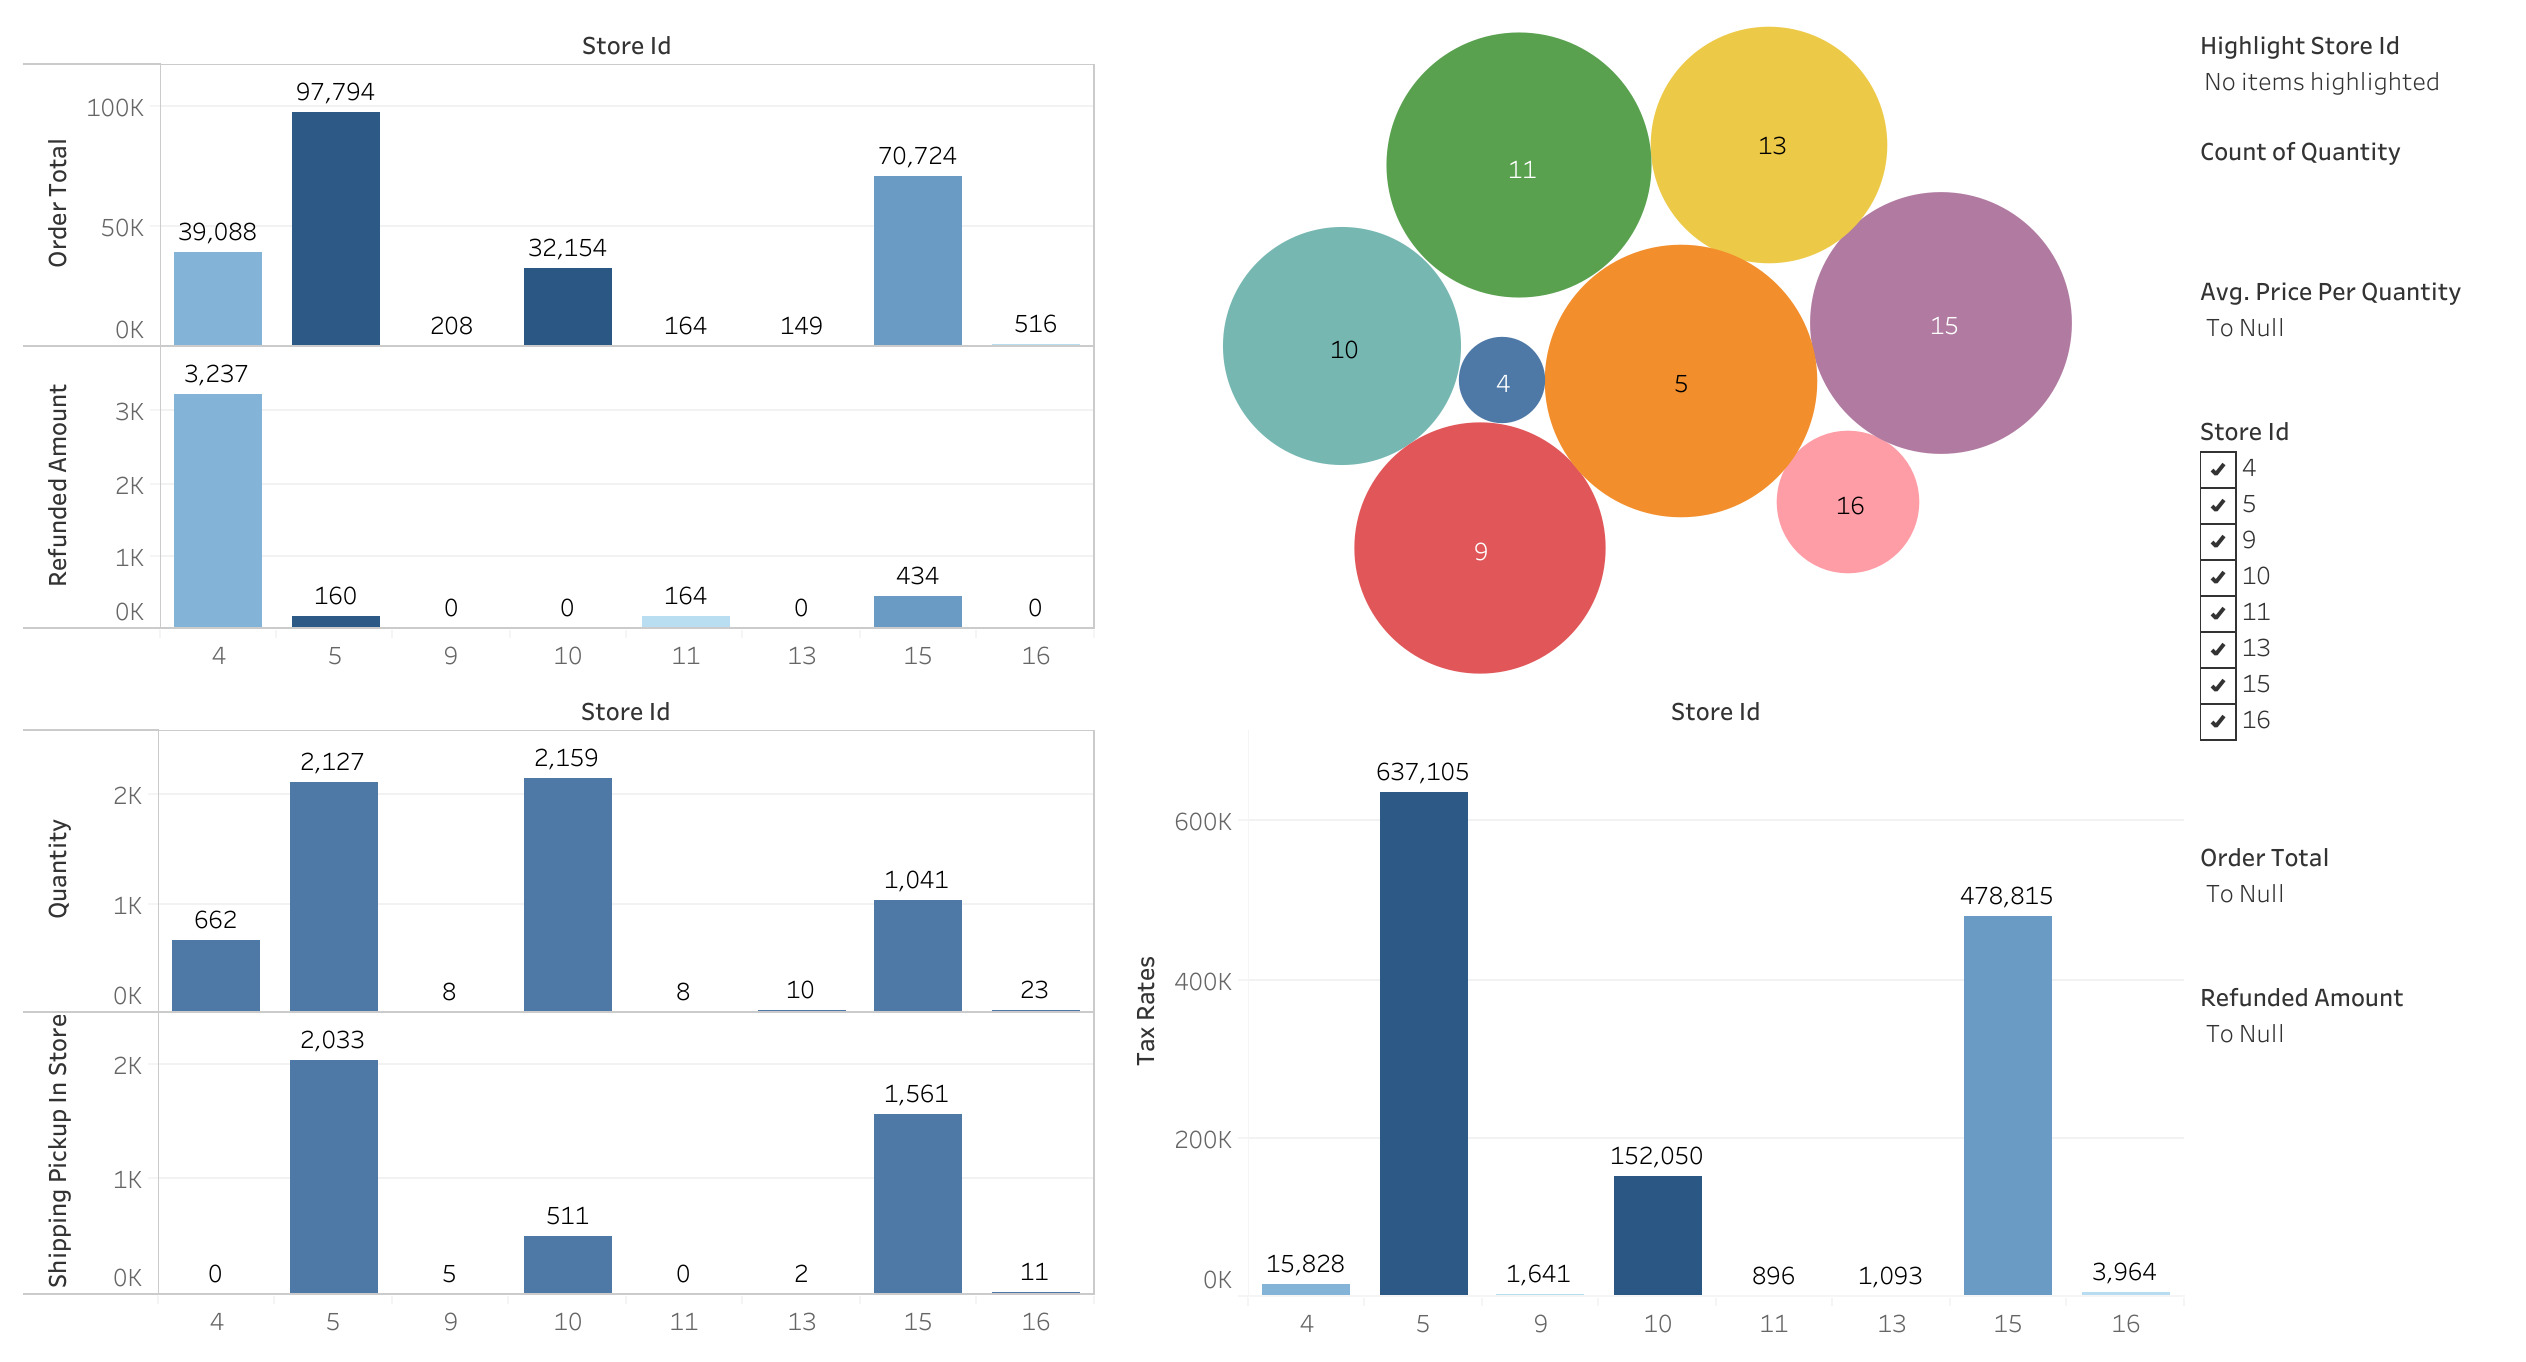 Store Id
Order Total
100K
50K
0K
39,088
97,794
208
32,154
164
149
70,724
516
Refunded Amount
3K
2K
1K
0K
3,237
160
0
0
164
0
434
0
4
5
9
10
11
13
15
16
11
13
10
15
4
5
9
16
Highlight Store Id
No items highlighted
Count of Quantity
Avg. Price Per Quantity
To Null
Store Id
4
5
9
10
11
13
15
16
Order Total
To Null
Refunded Amount
To Null
Store Id
Quantity
2K
1K
0K
662
2,127
8
2,159
8
10
1,041
23
Shipping Pickup In Store
2K
1K
0K
0
2,033
5
511
0
2
1,561
11
4
5
9
10
11
13
15
16
Store Id
Tax Rates
600K
400K
200K
0K
15,828
637,105
1,641
152,050
896
1,093
478,815
3,964
4
5
9
10
11
13
15
16